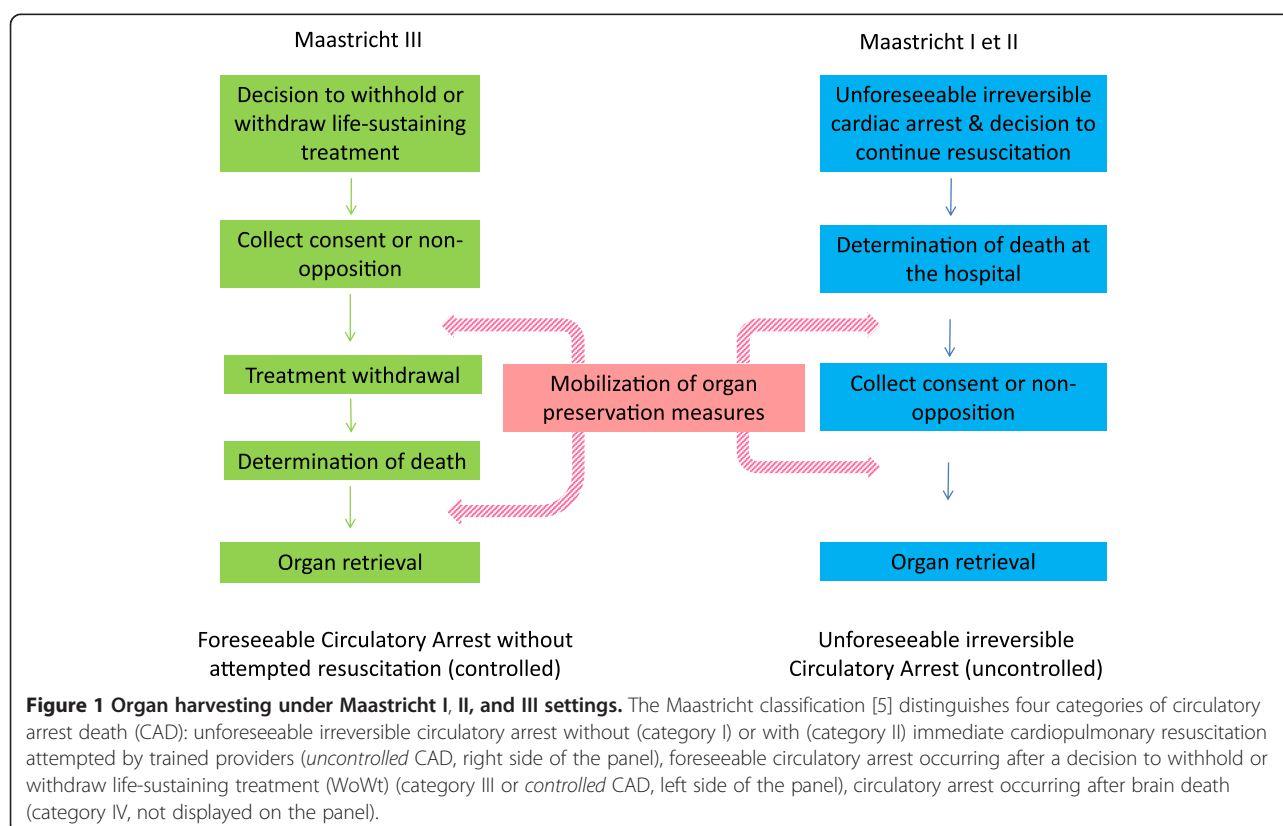 Maastricht III
Decision to withhold or
withdraw life-sustaining
treatment
Collect consent or non-
opposition
Treatment withdrawal
Determination of death
Organ retrieval
Foreseeable Circulatory Arrest without
attempted resuscitation (controlled)
Mobilization of organ
preservation measures
Maastricht I et II
Unforeseeable irreversible
cardiac arrest & decision to
continue resuscitation
Determination of death at
the hospital
Collect consent or non-
opposition
Organ retrieval
Unforeseeable irreversible
Circulatory Arrest (uncontrolled)
Figure 1 Organ harvesting under Maastricht I, II, and III settings. The Maastricht classification [5] distinguishes four categories of circulatory
arrest death (CAD): unforeseeable irreversible circulatory arrest without (category I) or with (category II) immediate cardiopulmonary resuscitation
attempted by trained providers (uncontrolled CAD, right side of the panel), foreseeable circulatory arrest occurring after a decision to withhold or
withdraw life-sustaining treatment (WoWt) (category III or controlled CAD, left side of the panel), circulatory arrest occurring after brain death
(category IV, not displayed on the panel).